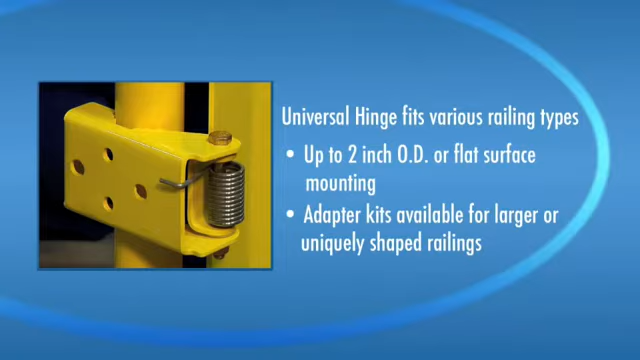 Universal Hinge fits various railing types
• Up to 2 inch O.D. or flat surface
mounting
• Adapter kits available for larger or
uniquely shaped railings